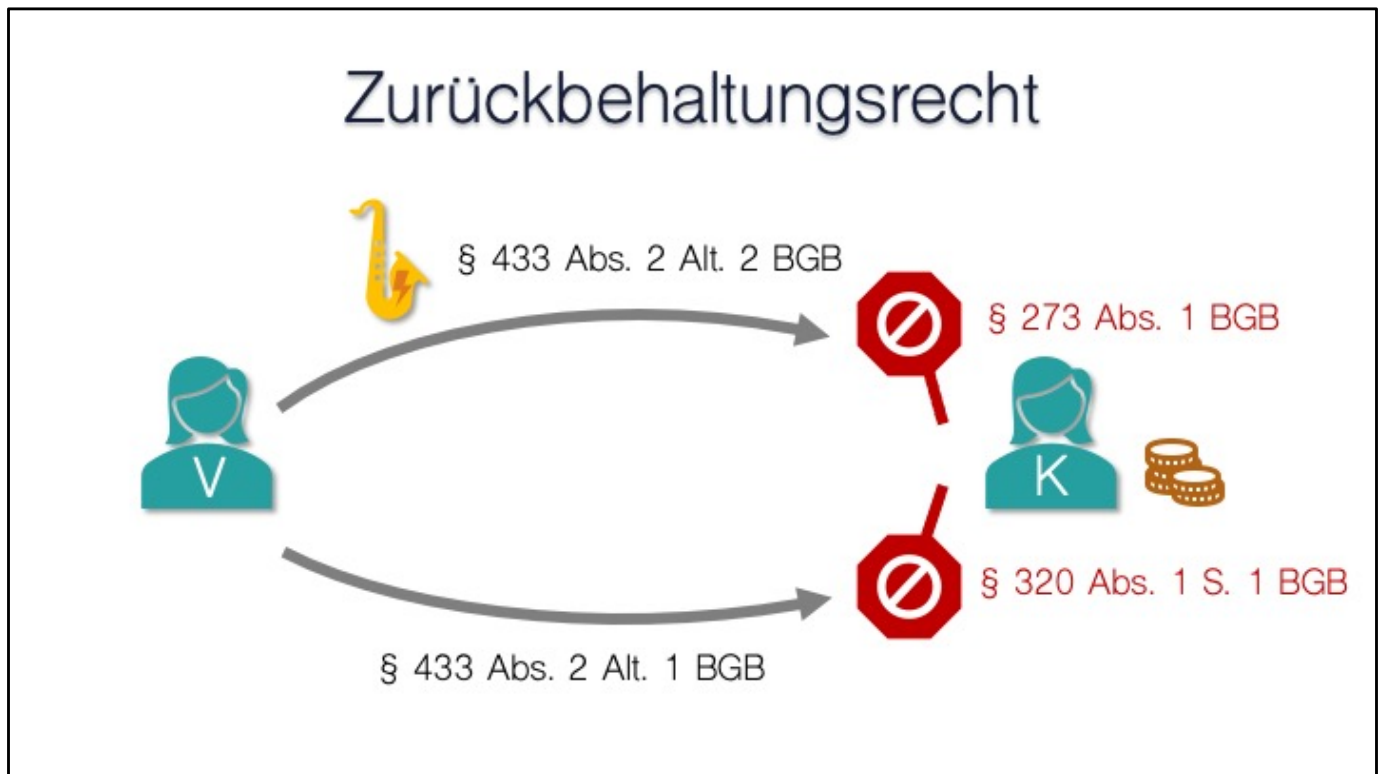 Zurückbehaltungsrecht
§ 433 Abs. 2 Alt. 2 BGB
§ 273 Abs. 1 BGB
V
K
§ 320 Abs. 1 S. 1 BGB
§ 433 Abs. 2 Alt. 1 BGB